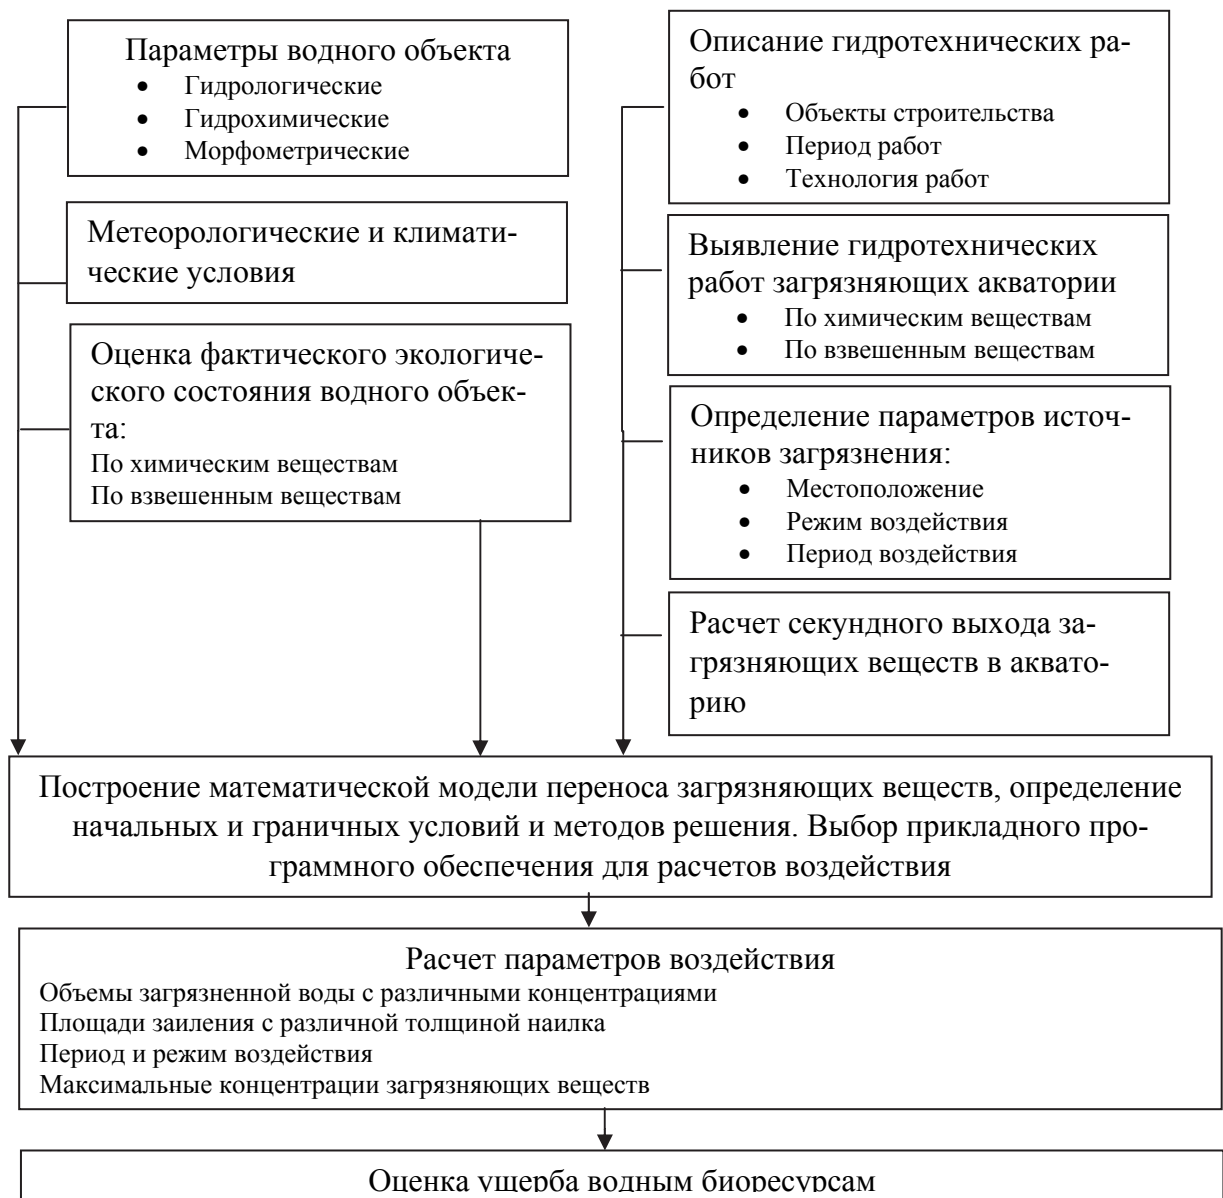 Параметры водного объекта
• Гидрологические
• Гидрохимические
• Морфометрические
Метеорологические и климати-
ческие условия
Оценка фактического экологиче-
ского состояния водного объек-
та:
По химическим веществам
По взвешенным веществам
Описание гидротехнических ра-
бот
• Объекты строительства
• Период работ
• Технология работ
Выявление гидротехнических
работ загрязняющих акватории
• По химическим веществам
• По взвешенным веществам
Определение параметров источ-
ников загрязнения:
• Местоположение
• Режим воздействия
• Период воздействия
Расчет секундного выхода за-
грязняющих веществ в аквато-
рию
Построение математической модели переноса загрязняющих веществ, определение
начальных и граничных условий и методов решения. Выбор прикладного про-
граммного обеспечения для расчетов воздействия
Расчет параметров воздействия
Объемы загрязненной воды с различными концентрациями
Площади заиления с различной толщиной наилка
Период и режим воздействия
Максимальные концентрации загрязняющих веществ
Оценка ущерба водным биоресурсам